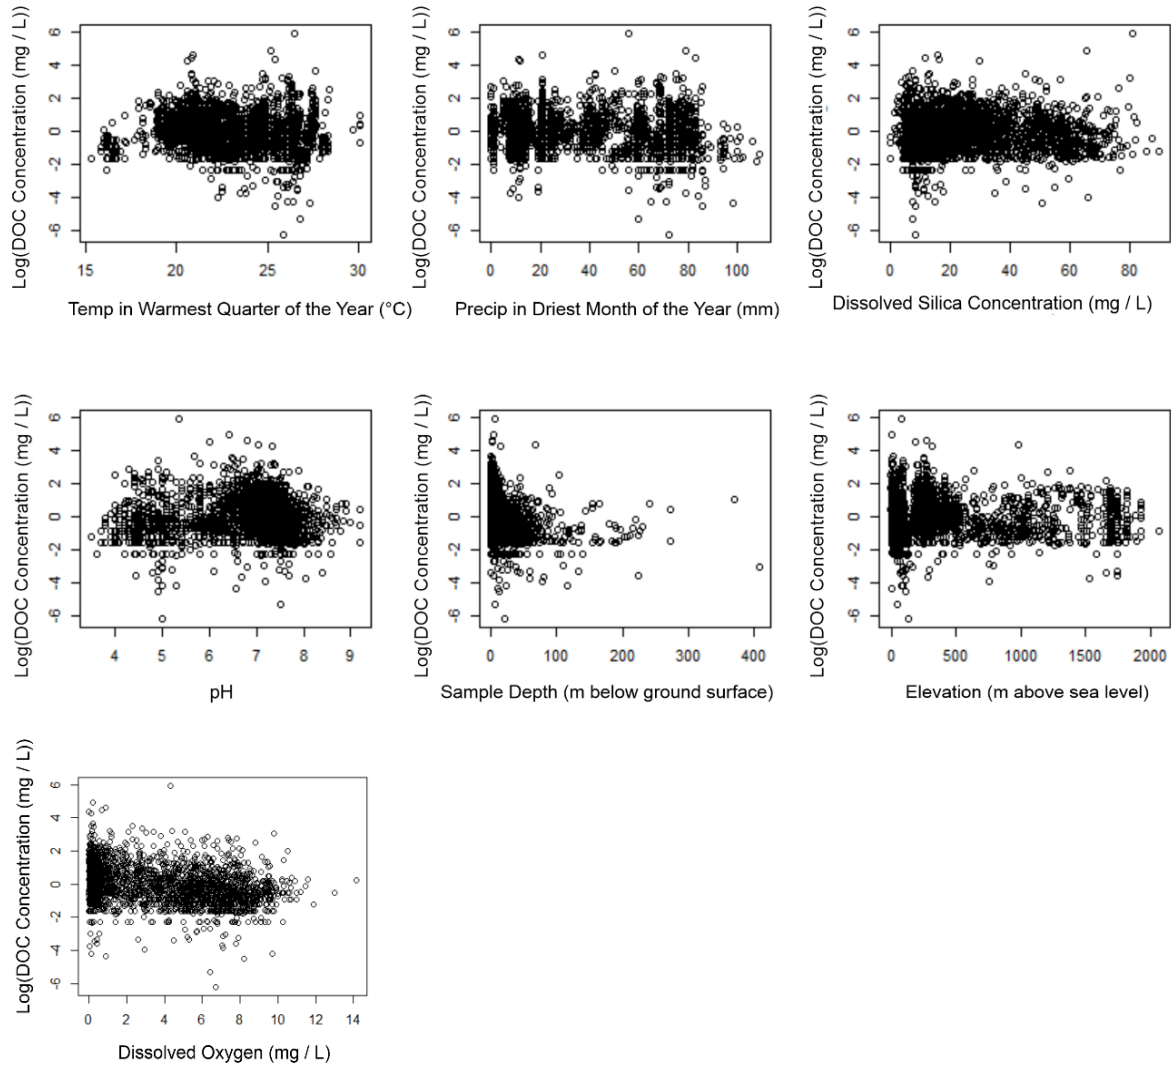 Log(DOC Concentration (mg / L))
6
4
2
0
-2
-4
-6
15 20 25 30
Temp in Warmest Quarter of the Year (°C)
Log(DOC Concentration (mg / L))
6
4
2
0
-2
-4
-6
0 20 40 60 80 100
Precip in Driest Month of the Year (mm)
Log(DOC Concentration (mg / L))
6
4
2
0
-2
-4
-6
0 20 40 60 80
Dissolved Silica Concentration (mg / L)
Log(DOC Concentration (mg / L))
6
4
2
0
-2
-4
-6
4 5 6 7 8 9
pH
Log(DOC Concentration (mg / L))
6
4
2
0
-2
-4
-6
0 100 200 300 400
Sample Depth (m below ground surface)
Log(DOC Concentration (mg / L))
6
4
2
0
-2
-4
-6
0 500 1000 1500 2000
Elevation (m above sea level)
Log(DOC Concentration (mg / L))
6
4
2
0
-2
-4
-6
0 2 4 6 8 10 12 14
Dissolved Oxygen (mg / L)